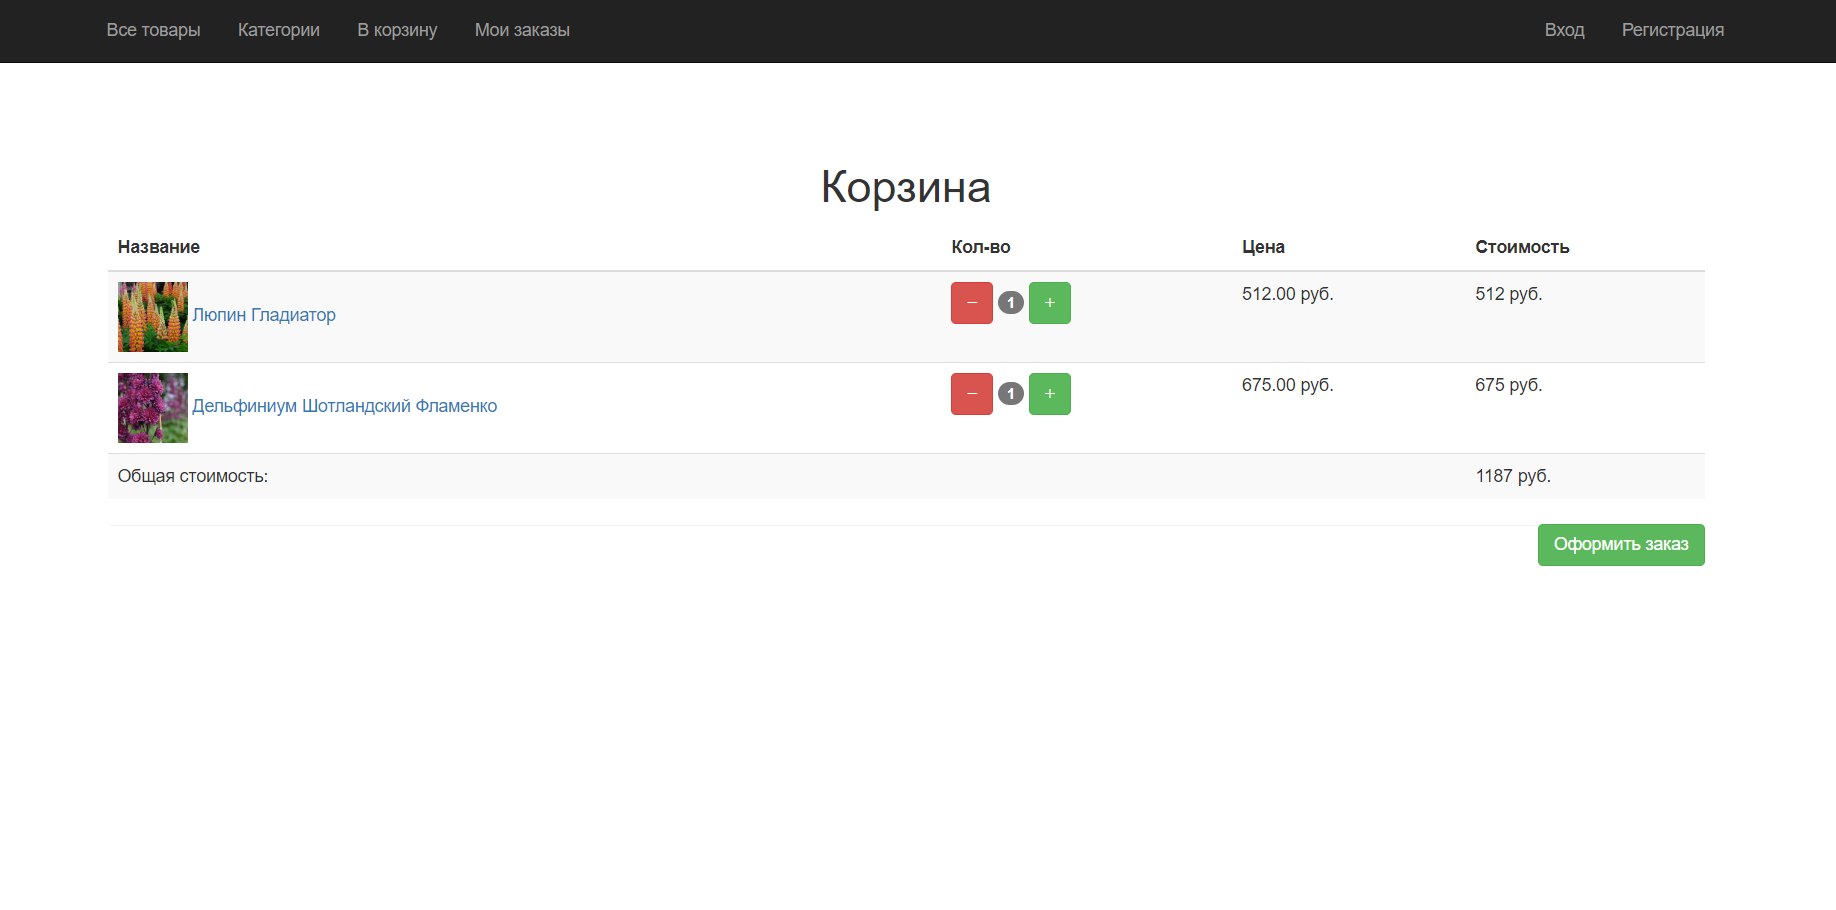 Все товары Категории В корзину Мои заказы Вход Регистрация
Корзина
Название Кол-во Цена Стоимость
Люпин Гладиатор − 1 + 512.00 руб. 512 руб.
Дельфиниум Шотландский Фламенко − 1 + 675.00 руб. 675 руб.
Общая стоимость: 1187 руб.
Оформить заказ